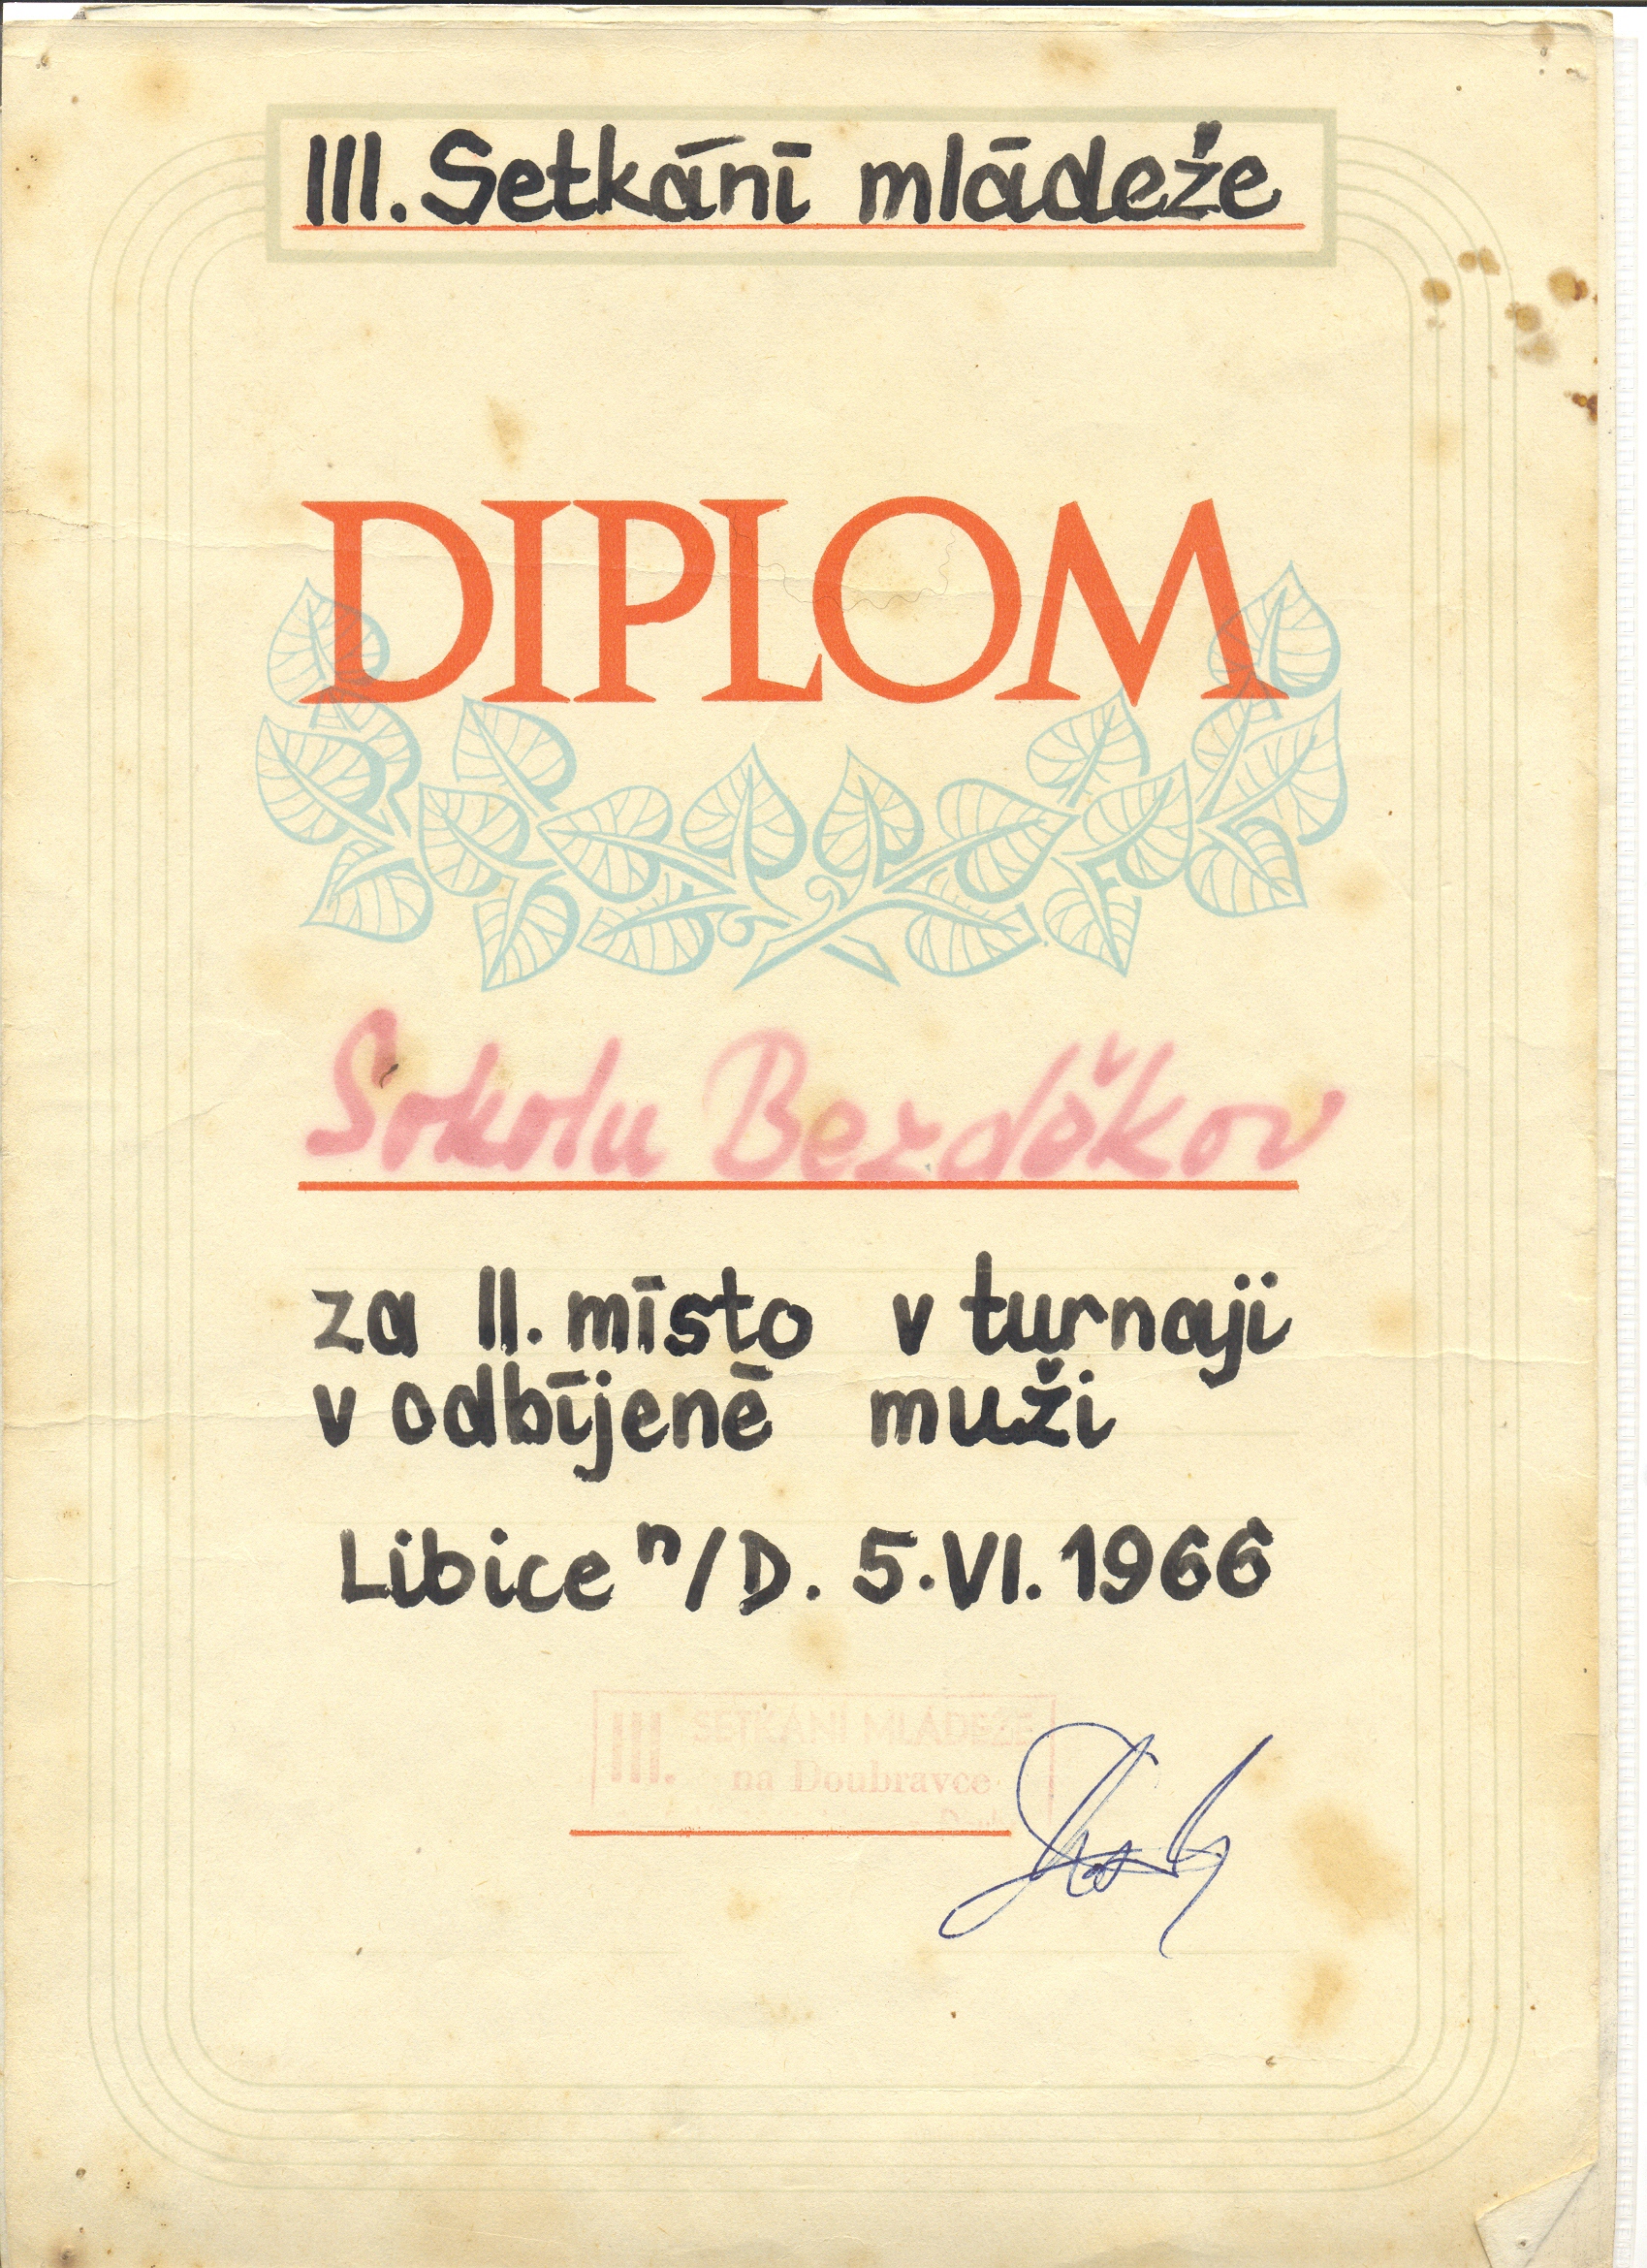 III. Setkání mládeže
DIPLOM
Sokolu Bezděkov
za II. místo v turnaji
v odbíjené muži
Libice n/D. 5.VI.1966
III. SETKÁNÍ MLÁDEŽE
na Doubravce